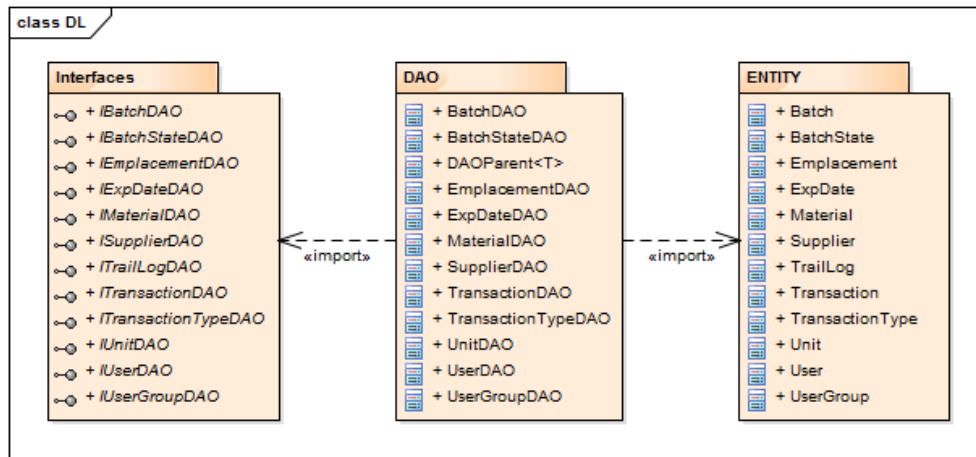 class DL
Interfaces
+ IBatchDAO
+ IBatchStateDAO
+ IEmplacementDAO
+ IExpDateDAO
+ IMaterialDAO
+ ISupplierDAO
+ ITrailLogDAO
+ ITransactionDAO
+ ITransactionTypeDAO
+ IUnitDAO
+ IUserDAO
+ IUserGroupDAO
«import»
DAO
+ BatchDAO
+ BatchStateDAO
+ DAOParent<T>
+ EmplacementDAO
+ ExpDateDAO
+ MaterialDAO
+ SupplierDAO
+ TransactionDAO
+ TransactionTypeDAO
+ UnitDAO
+ UserDAO
+ UserGroupDAO
«import»
ENTITY
+ Batch
+ BatchState
+ Emplacement
+ ExpDate
+ Material
+ Supplier
+ TrailLog
+ Transaction
+ TransactionType
+ Unit
+ User
+ UserGroup